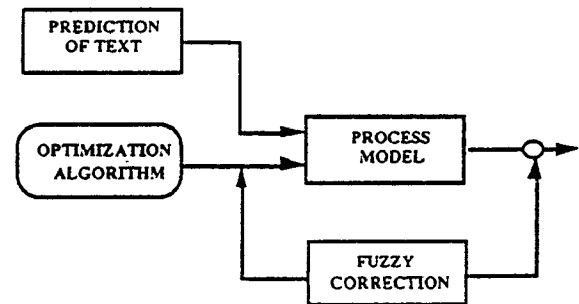 PREDICTION
OF TEXT
OPTIMIZATION
ALGORITHM
PROCESS
MODEL
FUZZY
CORRECTION